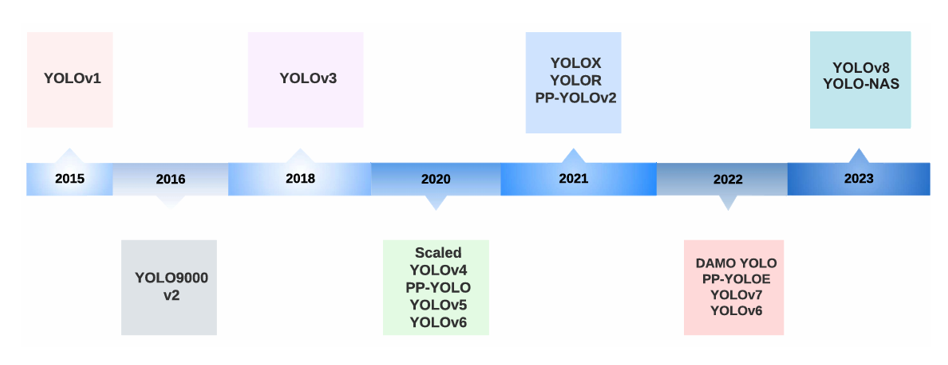 YOLOv1
YOLOv3
YOLOX
YOLOR
PP-YOLOv2
YOLOv8
YOLO-NAS
2015
2016
2018
2020
2021
2022
2023
YOLO9000
v2
Scaled
YOLOv4
PP-YOLO
YOLOv5
YOLOv6
DAMO YOLO
PP-YOLOE
YOLOv7
YOLOv6